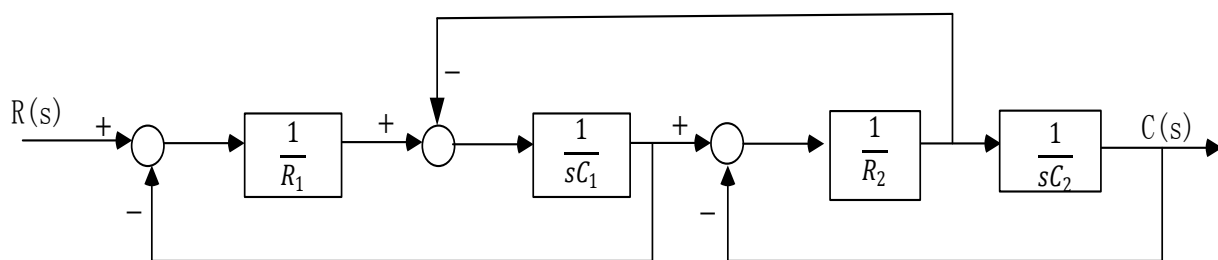 R(s)
+
−
1/R₁
+
−
1/sC₁
+
−
1/R₂
1/sC₂
C(s)